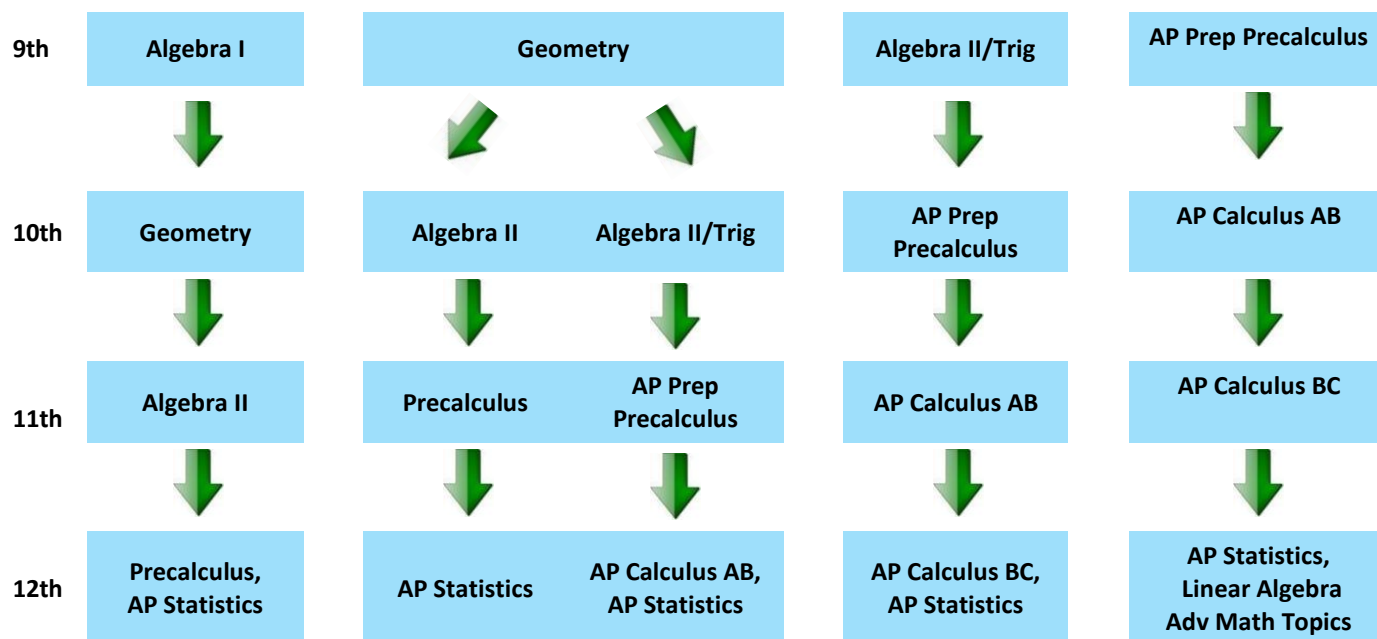 9th
Algebra I
Geometry
Algebra II/Trig
AP Prep Precalculus
10th
Geometry
Algebra II
Algebra II/Trig
AP Prep
Precalculus
AP Calculus AB
11th
Algebra II
Precalculus
AP Prep
Precalculus
AP Calculus AB
AP Calculus BC
12th
Precalculus,
AP Statistics
AP Statistics
AP Calculus AB,
AP Statistics
AP Calculus BC,
AP Statistics
AP Statistics,
Linear Algebra
Adv Math Topics